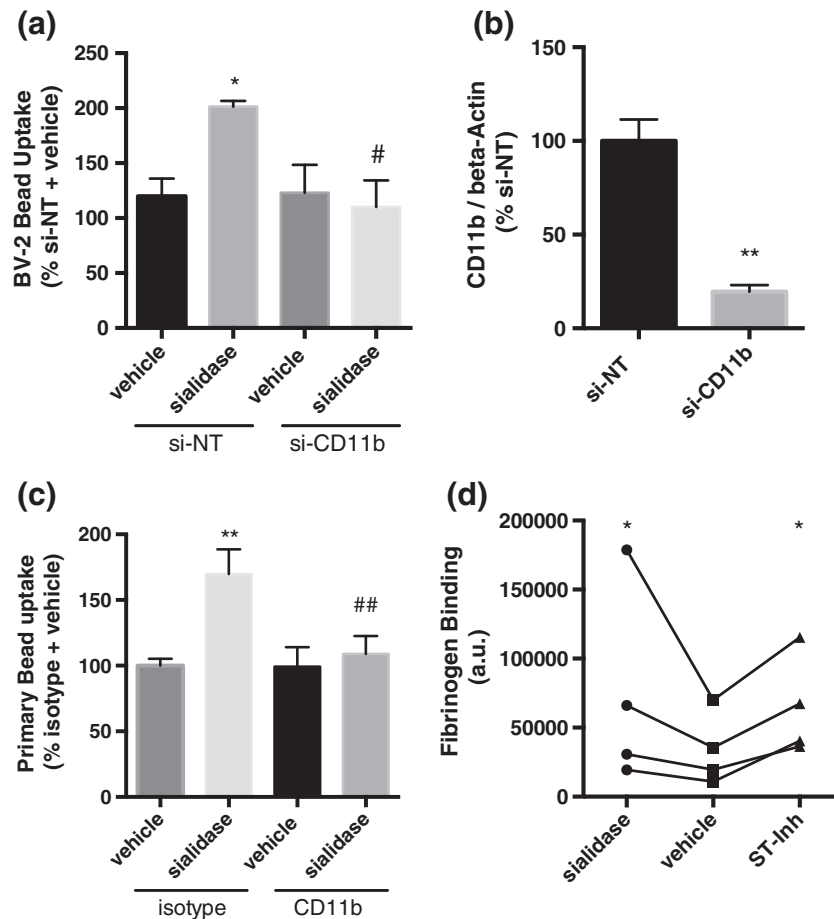 (a)
BV-2 Bead Uptake
(% si-NT + vehicle)
250
200
150
100
50
0
*
#
vehicle
sialidase
vehicle
sialidase
si-NT
si-CD11b
(b)
CD11b / beta-Actin
(% si-NT)
150
100
50
0
**
si-NT
si-CD11b
(c)
Primary Bead uptake
(% isotype + vehicle)
200
150
100
50
0
**
##
vehicle
sialidase
vehicle
sialidase
isotype
CD11b
(d)
Fibrinogen Binding
(a.u.)
200000
150000
100000
50000
0
*
*
sialidase
vehicle
ST-Inh